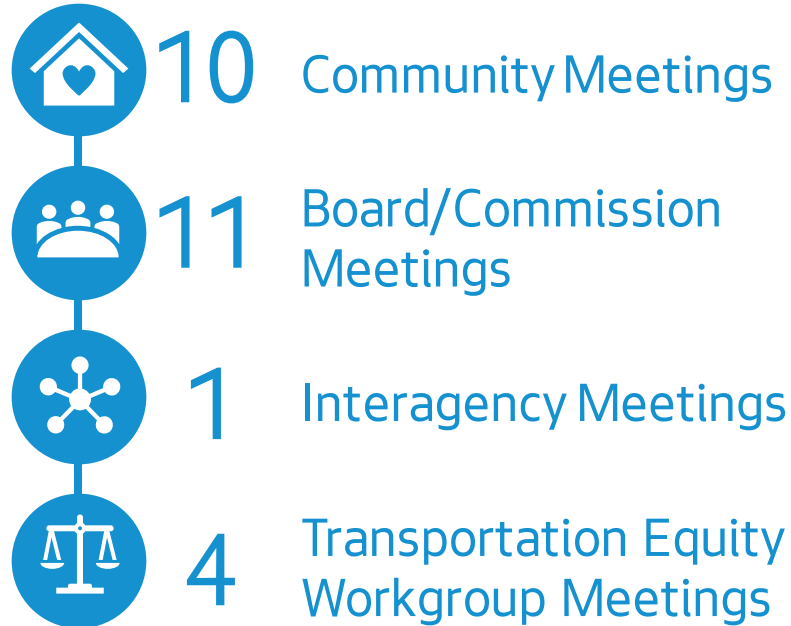 10 Community Meetings
11 Board/Commission
Meetings
1 Interagency Meetings
4 Transportation Equity
Workgroup Meetings